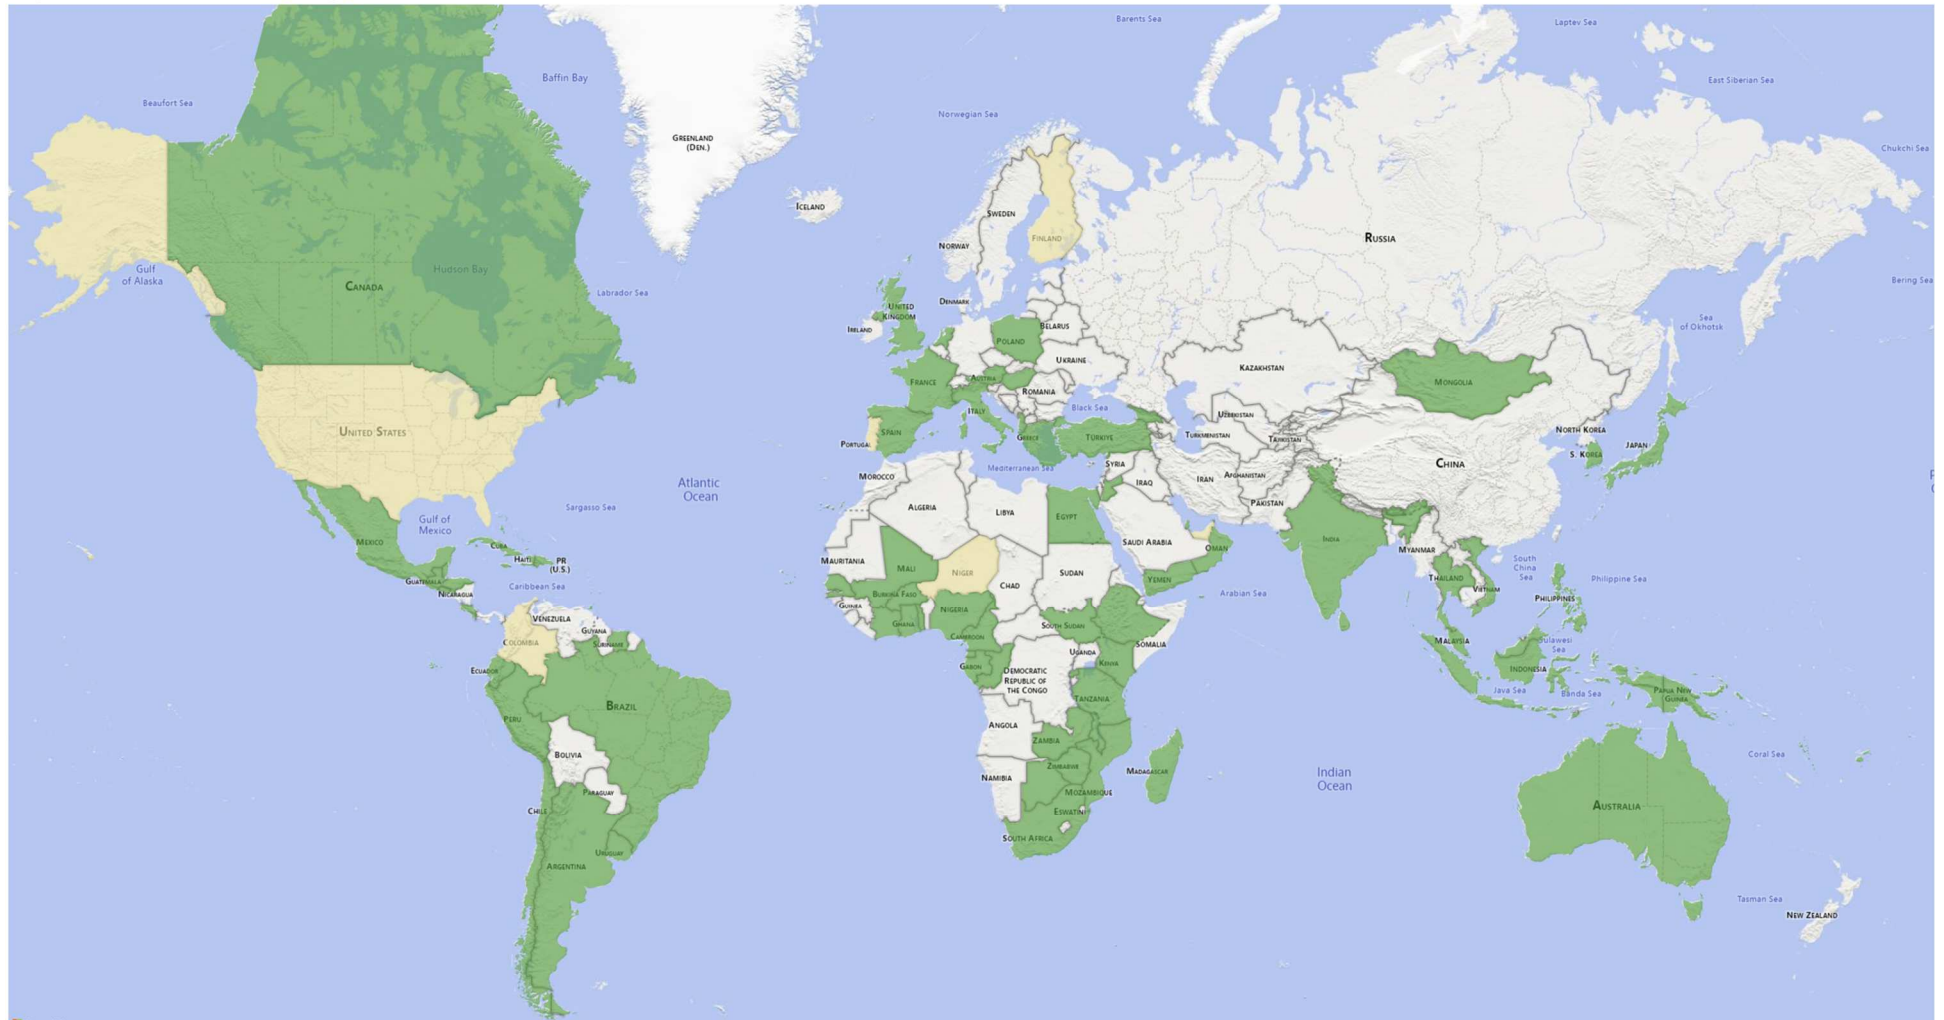 Barents Sea
Laptev Sea
Baffin Bay
East Siberian Sea
Beaufort Sea
Norwegian Sea
GREENLAND
(DEN.)
Chukchi Sea
ICELAND
SWEDEN
FINLAND
RUSSIA
NORWAY
Gulf
of Alaska
Hudson Bay
CANADA
Labrador Sea
Bering Sea
UNITED
KINGDOM
DENMARK
IRELAND
BELARUS
POLAND
UKRAINE
Sea
of Okhotsk
FRANCE
AUSTRIA
ROMANIA
KAZAKHSTAN
MONGOLIA
ITALY
Black Sea
UZBEKISTAN
UNITED STATES
PORTUGAL
SPAIN
GREECE
TÜRKIYE
TURKMENISTAN
TAJIKISTAN
NORTH KOREA
JAPAN
S. KOREA
CHINA
Mediterranean Sea
SYRIA
IRAQ
IRAN
AFGHANISTAN
PAKISTAN
MOROCCO
Atlantic
Ocean
Sargasso Sea
ALGERIA
LIBYA
EGYPT
Gulf of
Mexico
MEXICO
CUBA
HAITI
PR
(U.S.)
SAUDI ARABIA
OMAN
INDIA
MYANMAR
South
China
Sea
Philippine Sea
MAURITANIA
MALI
NIGER
CHAD
SUDAN
YEMEN
Arabian Sea
THAILAND
VIETNAM
PHILIPPINES
GUATEMALA
NICARAGUA
Caribbean Sea
GUINEA
BURKINA FASO
GHANA
NIGERIA
CAMEROON
SOUTH SUDAN
SOMALIA
VENEZUELA
GUYANA
SURINAME
COLOMBIA
ECUADOR
GABON
DEMOCRATIC
REPUBLIC OF
THE CONGO
UGANDA
KENYA
TANZANIA
MALAYSIA
Sulawesi
Sea
INDONESIA
Java Sea
Banda Sea
PAPUA NEW
GUINEA
BRAZIL
PERU
BOLIVIA
PARAGUAY
CHILE
ARGENTINA
URUGUAY
ANGOLA
ZAMBIA
ZIMBABWE
NAMIBIA
MOZAMBIQUE
ESWATINI
SOUTH AFRICA
MADAGASCAR
Indian
Ocean
Coral Sea
AUSTRALIA
Tasman Sea
NEW ZEALAND